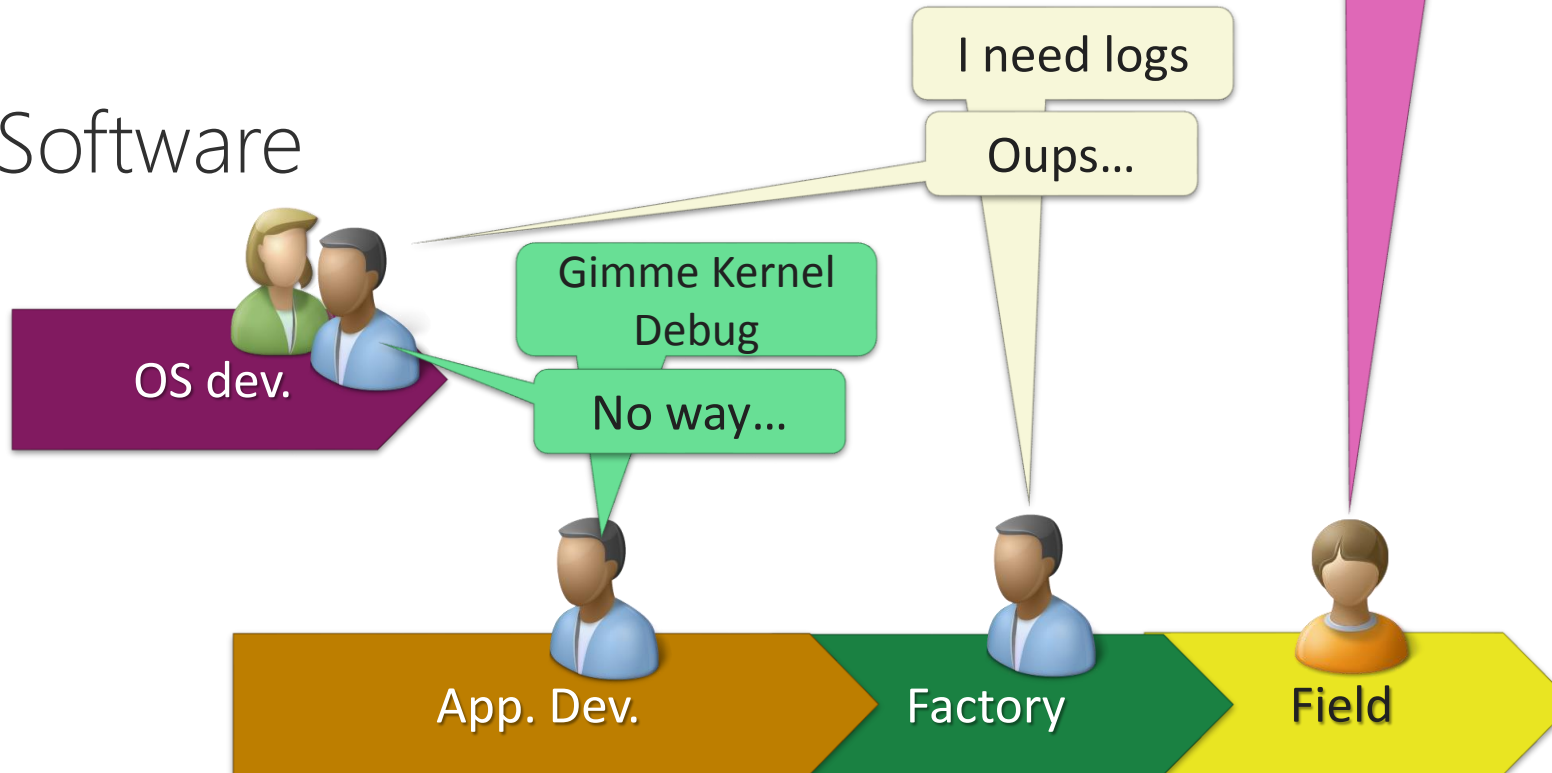 Software
I need logs
Oups...
Gimme Kernel
Debug
No way...
OS dev.
App. Dev.
Factory
Field